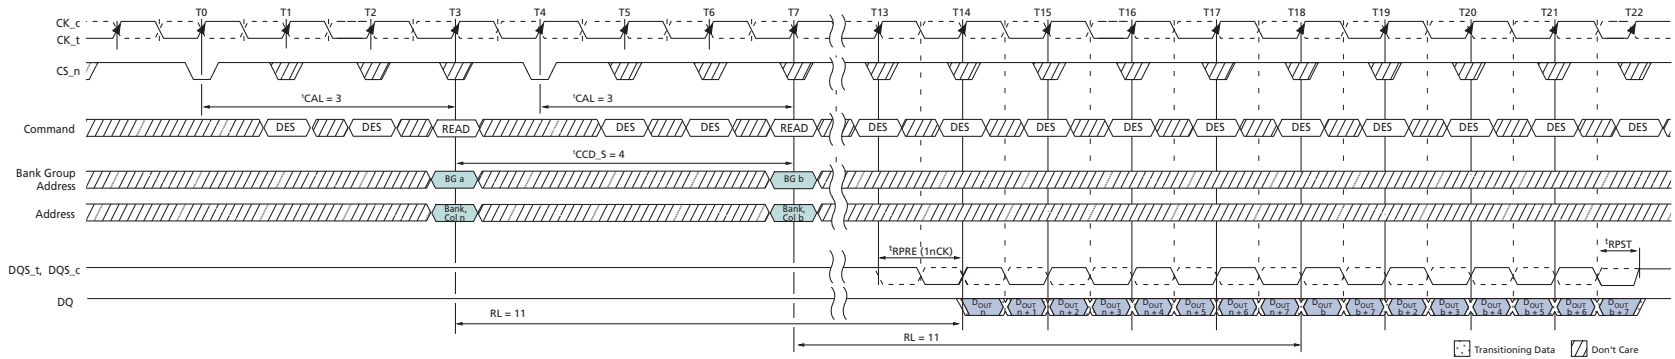 CK_c
T0 T1 T2 T3 T4 T5 T6 T7 T13 T14 T15 T16 T17 T18 T19 T20 T21 T22
CK_t
CS_n
tCAL = 3 tCAL = 3
Command DES DES READ DES DES READ DES DES DES DES DES DES DES DES DES DES
tCCD_S = 4
Bank Group
Address
BG a BG b
Address
Bank, Col n
Bank, Col b
tRPRE (1nCK) tRPST
DQS_t, DQS_c
DQ
DOUT n
DOUT n + 1
DOUT n + 2
DOUT n + 3
DOUT n + 4
DOUT n + 5
DOUT n + 6
DOUT n + 7
DOUT b
DOUT b + 7
DOUT b + 2
DOUT b + 3
DOUT b + 4
DOUT b + 5
DOUT b + 6
DOUT b + 7
RL = 11
RL = 11
Transitioning Data Don't Care